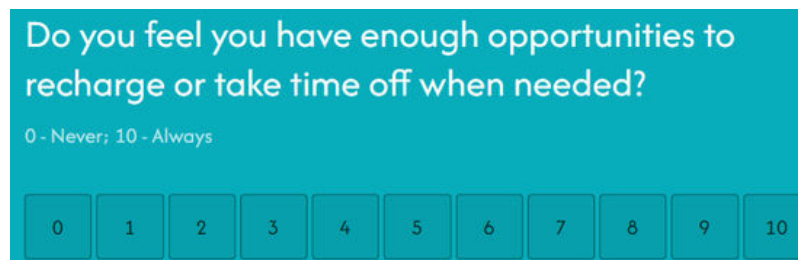 Do you feel you have enough opportunities to
recharge or take time off when needed?
0 - Never; 10 - Always
0 1 2 3 4 5 6 7 8 9 10